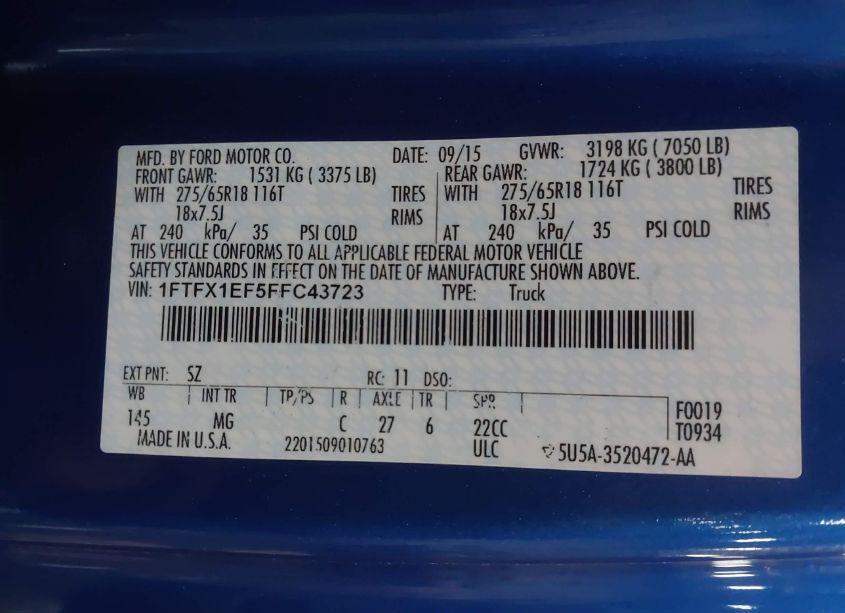 MFD. BY FORD MOTOR CO. DATE: 09/15 GVWR: 3198 KG ( 7050 LB)
FRONT GAWR: 1531 KG ( 3375 LB) REAR GAWR: 1724 KG ( 3800 LB)
WITH 275/65R18 116T TIRES WITH 275/65R18 116T TIRES
18x7.5J RIMS 18x7.5J RIMS
AT 240 kPa/ 35 PSI COLD AT 240 kPa/ 35 PSI COLD
THIS VEHICLE CONFORMS TO ALL APPLICABLE FEDERAL MOTOR VEHICLE
SAFETY STANDARDS IN EFFECT ON THE DATE OF MANUFACTURE SHOWN ABOVE.
VIN: 1FTFX1EF5FFC43723 TYPE: Truck
EXT PNT: SZ RC: 11 DSO:
WB INT TR TP/PS R AXLE TR SPR
145 MG C 27 6 22CC F0019 T0934
MADE IN U.S.A. 2201509010763 ULC 5U5A-3520472-AA